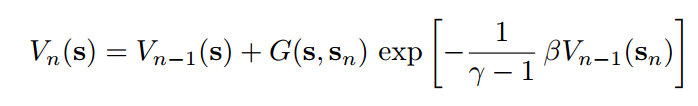 $V_n(\mathbf{s}) = V_{n-1}(\mathbf{s}) + G(\mathbf{s}, \mathbf{s}_n) \exp\left[-\frac{1}{\gamma - 1} \beta V_{n-1}(\mathbf{s}_n)\right]$